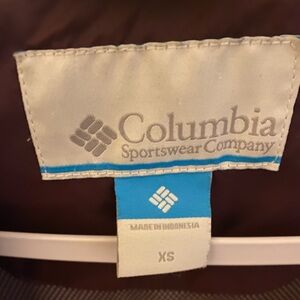 Columbia
Sportswear Company
MADE IN INDONESIA
XS